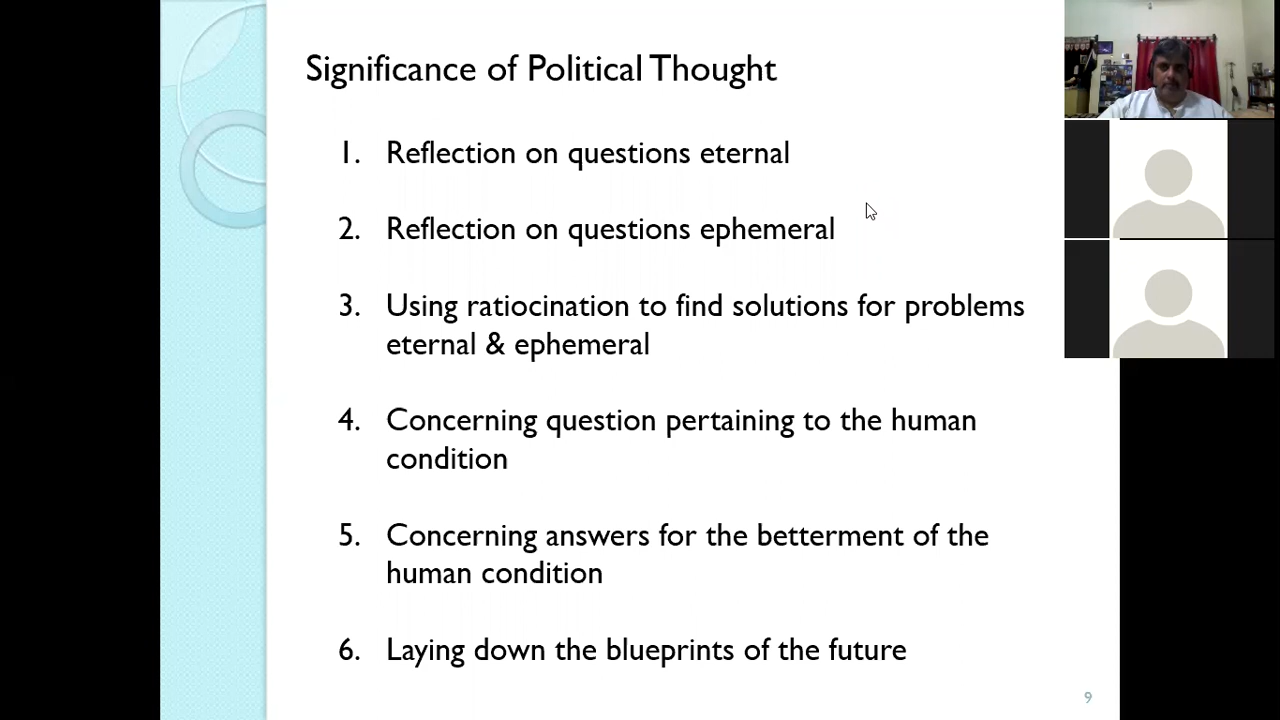 Significance of Political Thought
1. Reflection on questions eternal
2. Reflection on questions ephemeral
3. Using ratiocination to find solutions for problems
eternal & ephemeral
4. Concerning question pertaining to the human
condition
5. Concerning answers for the betterment of the
human condition
6. Laying down the blueprints of the future
9